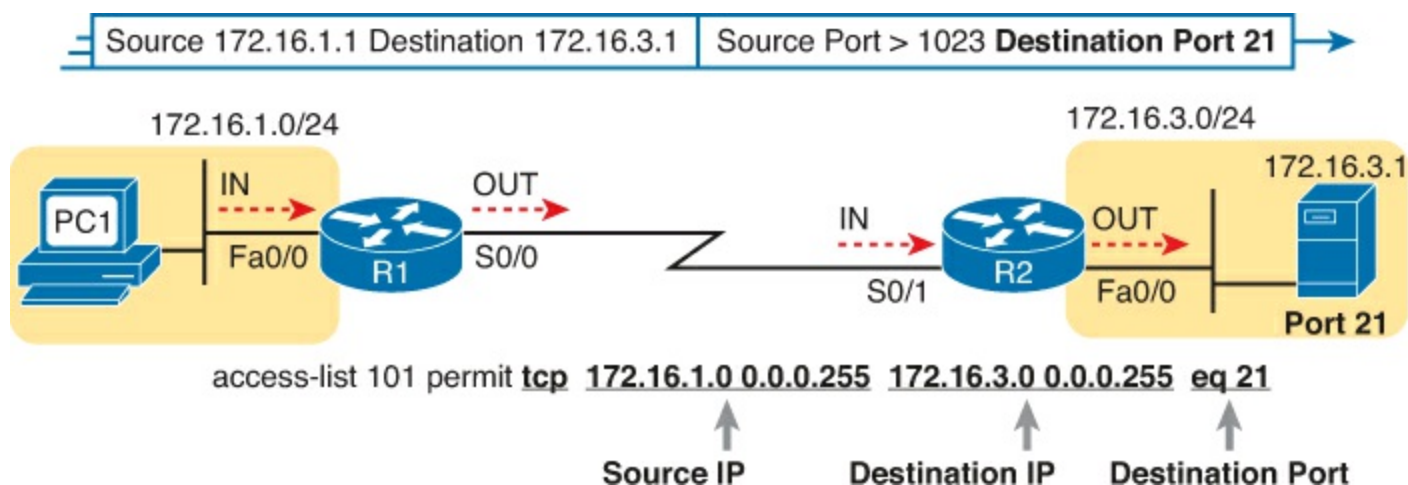 Source 172.16.1.1 Destination 172.16.3.1 Source Port > 1023 Destination Port 21
172.16.1.0/24
172.16.3.0/24
172.16.3.1
IN
OUT
PC1
IN
OUT
Fa0/0
R1
S0/0
S0/1
R2
Fa0/0
Port 21
access-list 101 permit tcp 172.16.1.0 0.0.0.255 172.16.3.0 0.0.0.255 eq 21
Source IP
Destination IP
Destination Port